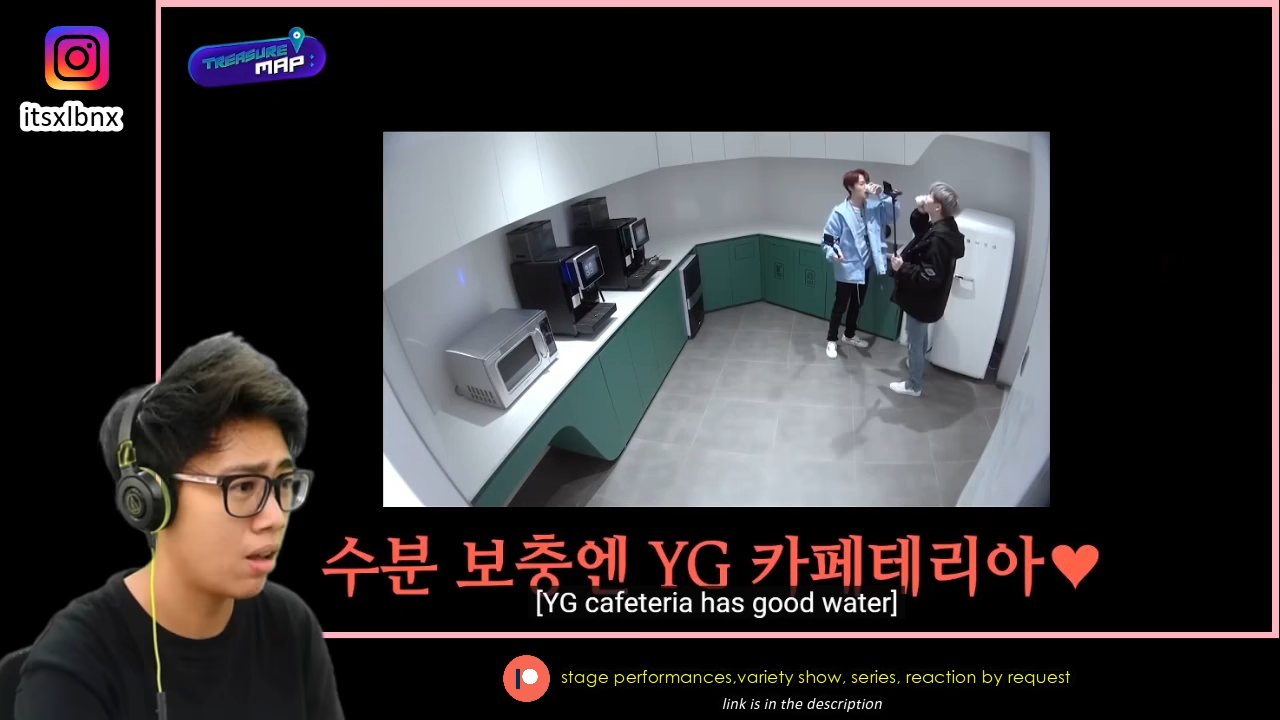 TREASURE
MAP
itsxlbnx
수분 보충엔 YG 카페테리아♥
[YG cafeteria has good water]
stage performances,variety show, series, reaction by request
link is in the description